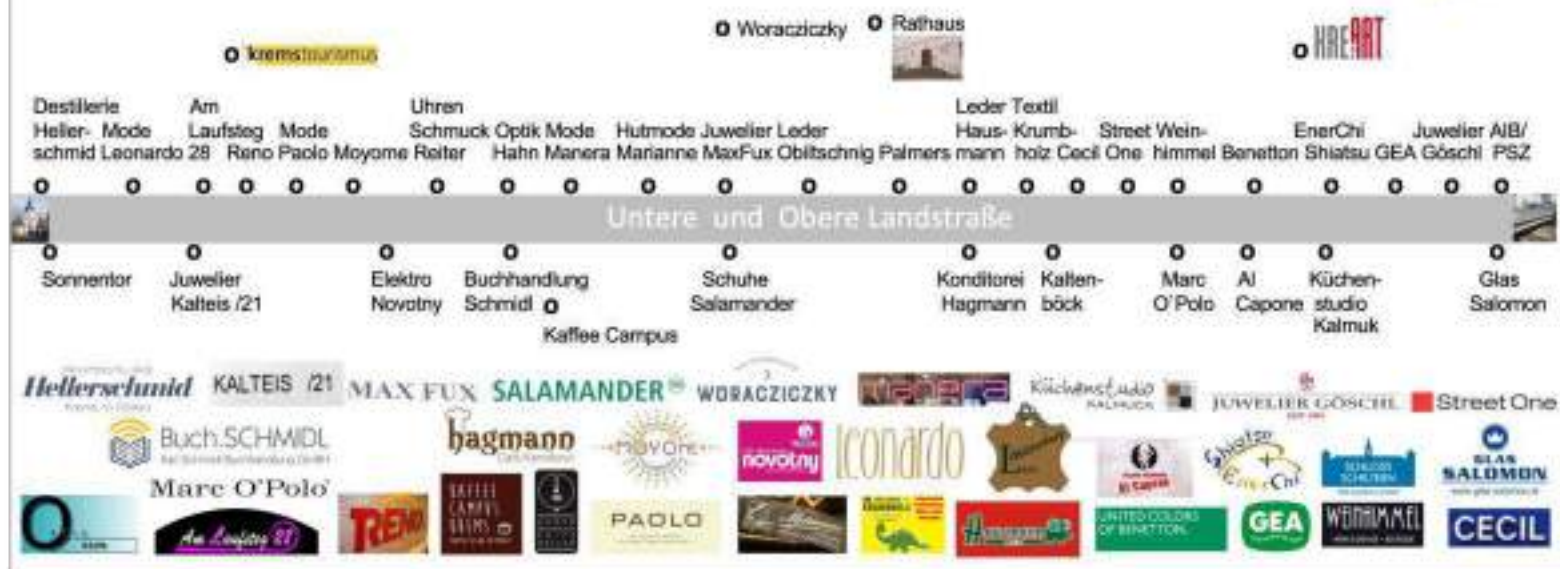 kremstourismus
Woracziczky
Rathaus
KREART
Destillerie
Heller-
schmid
Mode
Leonardo
Am
Laufsteg
28
Reno
Mode
Paolo
Moyome
Uhren
Schmuck
Reiter
Optik
Hahn
Mode
Manera
Hutmode
Marianne
Juwelier
MaxFux
Leder
Obiltschnig
Palmers
Leder
Haus-
mann
Textil
Krumb-
holz
Cecil
Street
One
Wein-
himmel
Benetton
EnerChi
Shiatsu
GEA
Juwelier
Göschl
AIB/
PSZ
Untere und Obere Landstraße
Sonnentor
Juwelier
Kalteis /21
Elektro
Novotny
Buchhandlung
Schmidl
Kaffee Campus
Schuhe
Salamander
Konditorei
Hagmann
Kalten-
böck
Marc
O'Polo
Al
Capone
Küchen-
studio
Kalmuk
Glas
Salomon
Hellerschmid
KALTEIS /21
MAX FUX
SALAMANDER
WORACZICZKY
manera
Küchenstudio
KALMUCK
JUWELIER GÖSCHL
Street One
Buch.SCHMIDL
hagmann
MOYOME
novotny
Leonardo
Al Capone
Shiatsu
EnerChi
GLAS
SALOMON
Marc O'Polo
Am Laufsteg 28
RENO
KAFFEE
CAMPUS
KREMS
PAOLO
UNITED COLORS
OF BENETTON.
GEA
WEINHIMMEL
CECIL